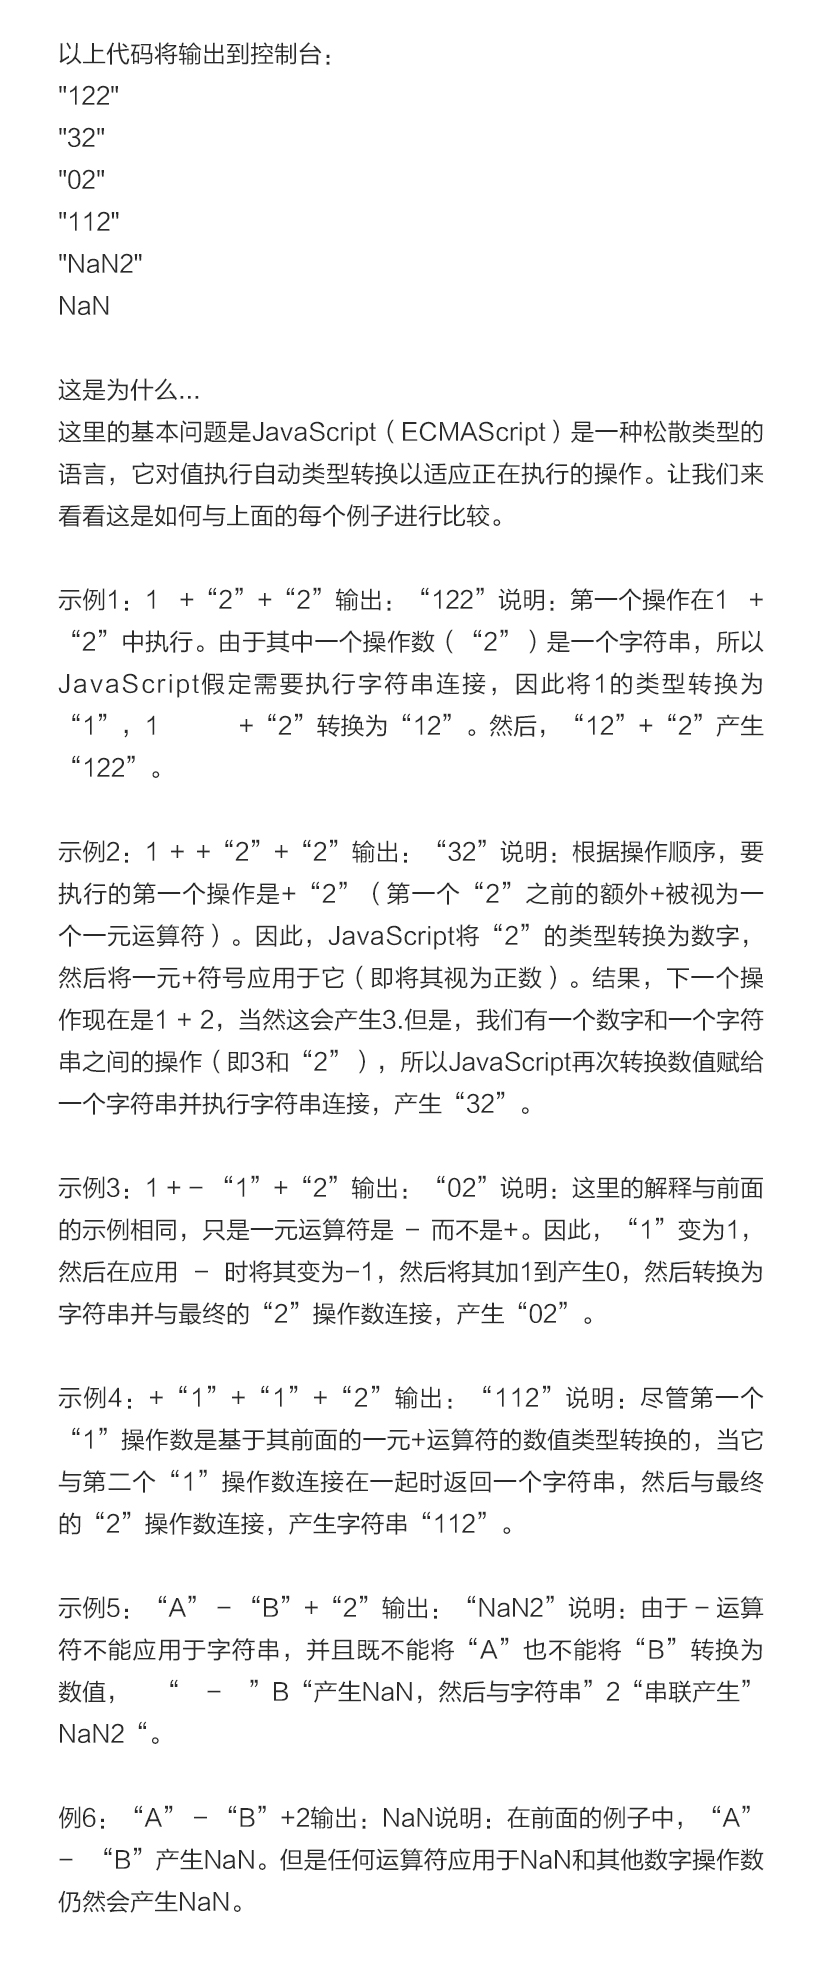 以上代码将输出到控制台：
"122"
"32"
"02"
"112"
"NaN2"
NaN
这是为什么...
这里的基本问题是JavaScript（ECMAScript）是一种松散类型的
语言，它对值执行自动类型转换以适应正在执行的操作。让我们来
看看这是如何与上面的每个例子进行比较。
示例1：1 +“2”+“2”输出：“122”说明：第一个操作在1 +
“2”中执行。由于其中一个操作数（“2”）是一个字符串，所以
JavaScript假定需要执行字符串连接，因此将1的类型转换为
“1”，1 +“2”转换为“12”。然后，“12”+“2”产生
“122”。
示例2：1 + +“2”+“2”输出：“32”说明：根据操作顺序，要
执行的第一个操作是+“2”（第一个“2”之前的额外+被视为一
个一元运算符）。因此，JavaScript将“2”的类型转换为数字，
然后将一元+符号应用于它（即将其视为正数）。结果，下一个操
作现在是1 + 2，当然这会产生3.但是，我们有一个数字和一个字符
串之间的操作（即3和“2”），所以JavaScript再次转换数值赋给
一个字符串并执行字符串连接，产生“32”。
示例3：1 + - “1”+“2”输出：“02”说明：这里的解释与前面
的示例相同，只是一元运算符是 - 而不是+。因此，“1”变为1，
然后在应用 - 时将其变为-1，然后将其加1到产生0，然后转换为
字符串并与最终的“2”操作数连接，产生“02”。
示例4：+“1”+“1”+“2”输出：“112”说明：尽管第一个
“1”操作数是基于其前面的一元+运算符的数值类型转换的，当它
与第二个“1”操作数连接在一起时返回一个字符串，然后与最终
的“2”操作数连接，产生字符串“112”。
示例5：“A” - “B”+“2”输出：“NaN2”说明：由于 - 运算
符不能应用于字符串，并且既不能将“A”也不能将“B”转换为
数值， “ - ”B“产生NaN，然后与字符串”2“串联产生”
NaN2“。
例6：“A” - “B”+2输出：NaN说明：在前面的例子中，“A”
- “B”产生NaN。但是任何运算符应用于NaN和其他数字操作数
仍然会产生NaN。